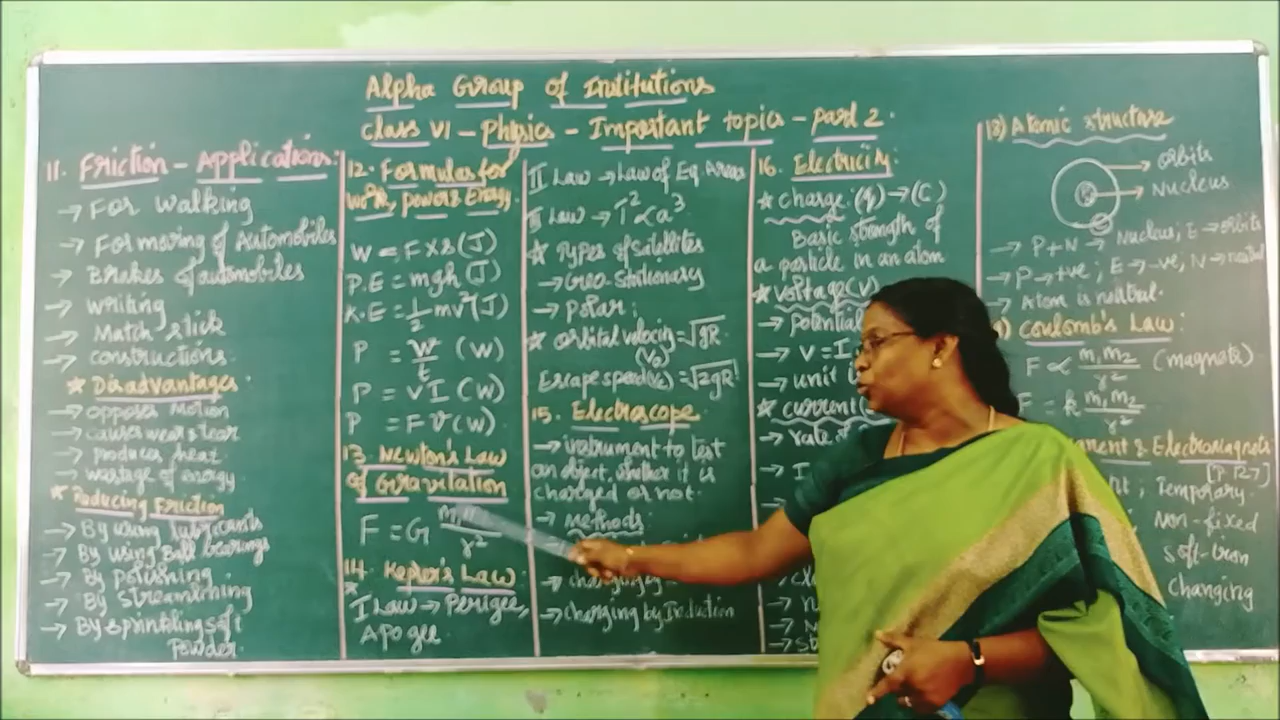 Alpha Group of Institutions
Class VI - Physics - Important topics - part 2.
11. Friction - Applications:
→ For walking
→ For moving of Automobiles
→ Brakes of automobiles
→ writing
→ Match stick
→ constructions.
* Disadvantages
→ opposes Motion
→ causes wear & tear
→ produces heat
→ wastage of energy
* Reducing Friction
→ By using lubricants
→ By using Ball bearings
→ By polishing.
→ By streamlining
→ By sprinkling soft
Powder.
12. Formulas for
Work, power & Energy.
W = F x s (J)
P.E = mgh (J)
K.E = 1/2 mv² (J)
P = w/t (W)
P = VI (W)
P = Fv (W)
13. Newton's Law
of Gravitation
F = G
r²
14. Kepler's Law
* I Law → Perigee,
Apogee.
II Law → Law of Eq. Areas
III Law → T² ∝ a³
* Types of Satellites
→ Geo-Stationary
→ polar:
* orbital velocity = √gR.
(V₀)
Escape speed = √2gR
15. Electroscope
→ instrument to test
an object, whether it is
charged or not.
→ methods:
→ charging by Induction
16. Electricity.
* charge: (q) → (C)
Basic strength of
a particle in an atom
* voltage (V)
→ potential
→ V = I
→ unit
* current
→ rate of
→ I
18) Atomic structure
→ orbits
→ Nucleus
→ P+N → Nucleus, E → orbits
→ P → +ve; E → -ve, N → neutral
→ Atom is neutral.
Coulomb's Law:
F ∝ m₁m₂/r² (magnets)
F = k m₁m₂/r²
& Electromagnets
[P 127]
Temporary.
Non-fixed
soft-iron
Changing